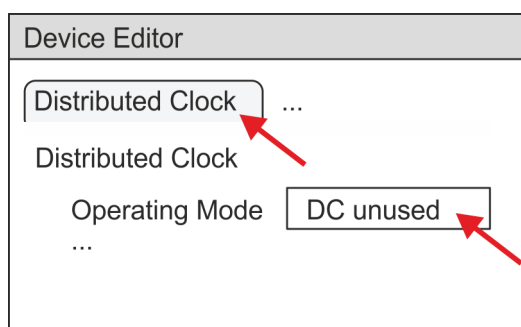 Device Editor
Distributed Clock ...
Distributed Clock
Operating Mode DC unused
...